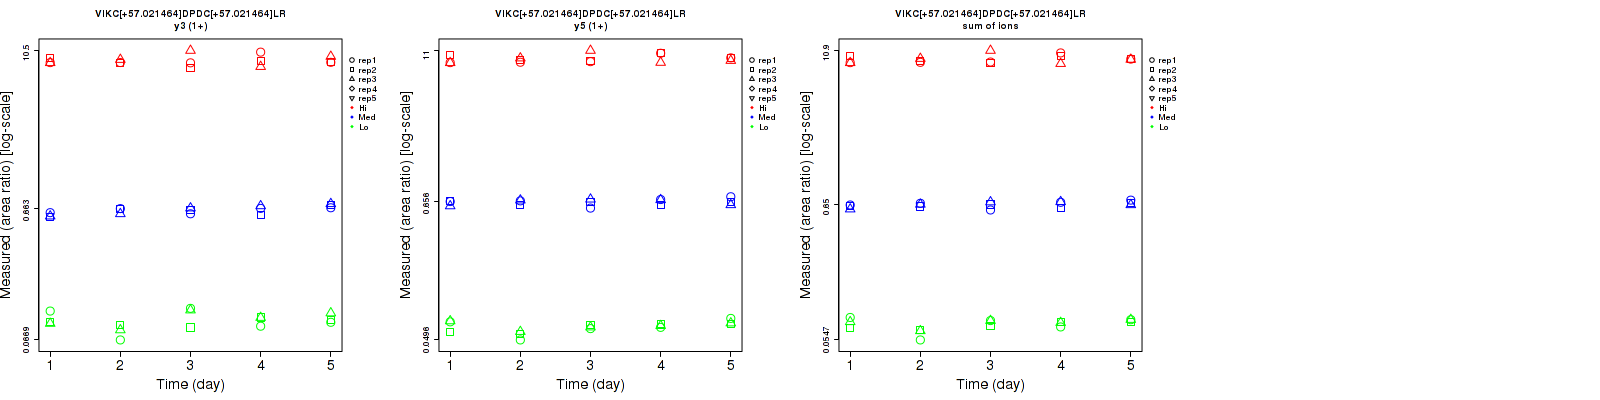 VIKC[+57.021464]DPDC[+57.021464]LR
y3 (1+)
Measured (area ratio) [log-scale]
10.5
0.863
0.0669
1 2 3 4 5
Time (day)
rep1
rep2
rep3
rep4
rep5
Hi
Med
Lo
VIKC[+57.021464]DPDC[+57.021464]LR
y5 (1+)
Measured (area ratio) [log-scale]
11
0.856
0.0496
1 2 3 4 5
Time (day)
rep1
rep2
rep3
rep4
rep5
Hi
Med
Lo
VIKC[+57.021464]DPDC[+57.021464]LR
sum of ions
Measured (area ratio) [log-scale]
10.9
0.85
0.0547
1 2 3 4 5
Time (day)
rep1
rep2
rep3
rep4
rep5
Hi
Med
Lo